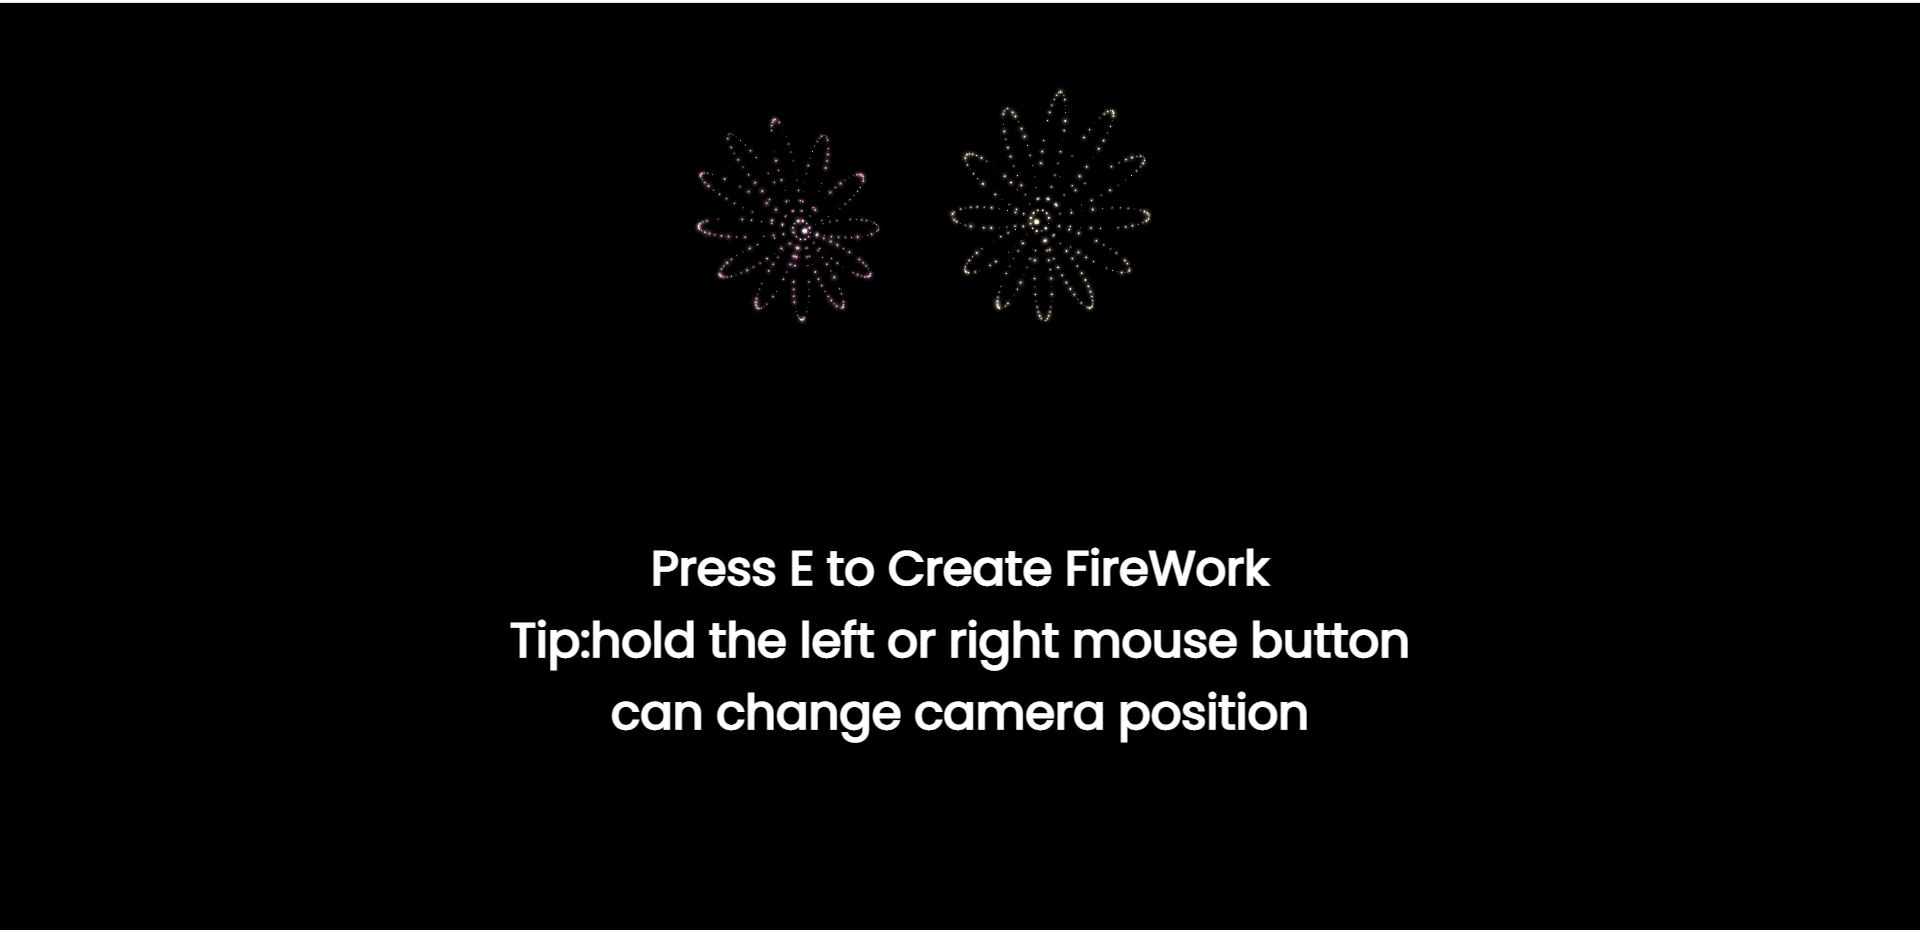 Press E to Create FireWork
Tip:hold the left or right mouse button
can change camera position